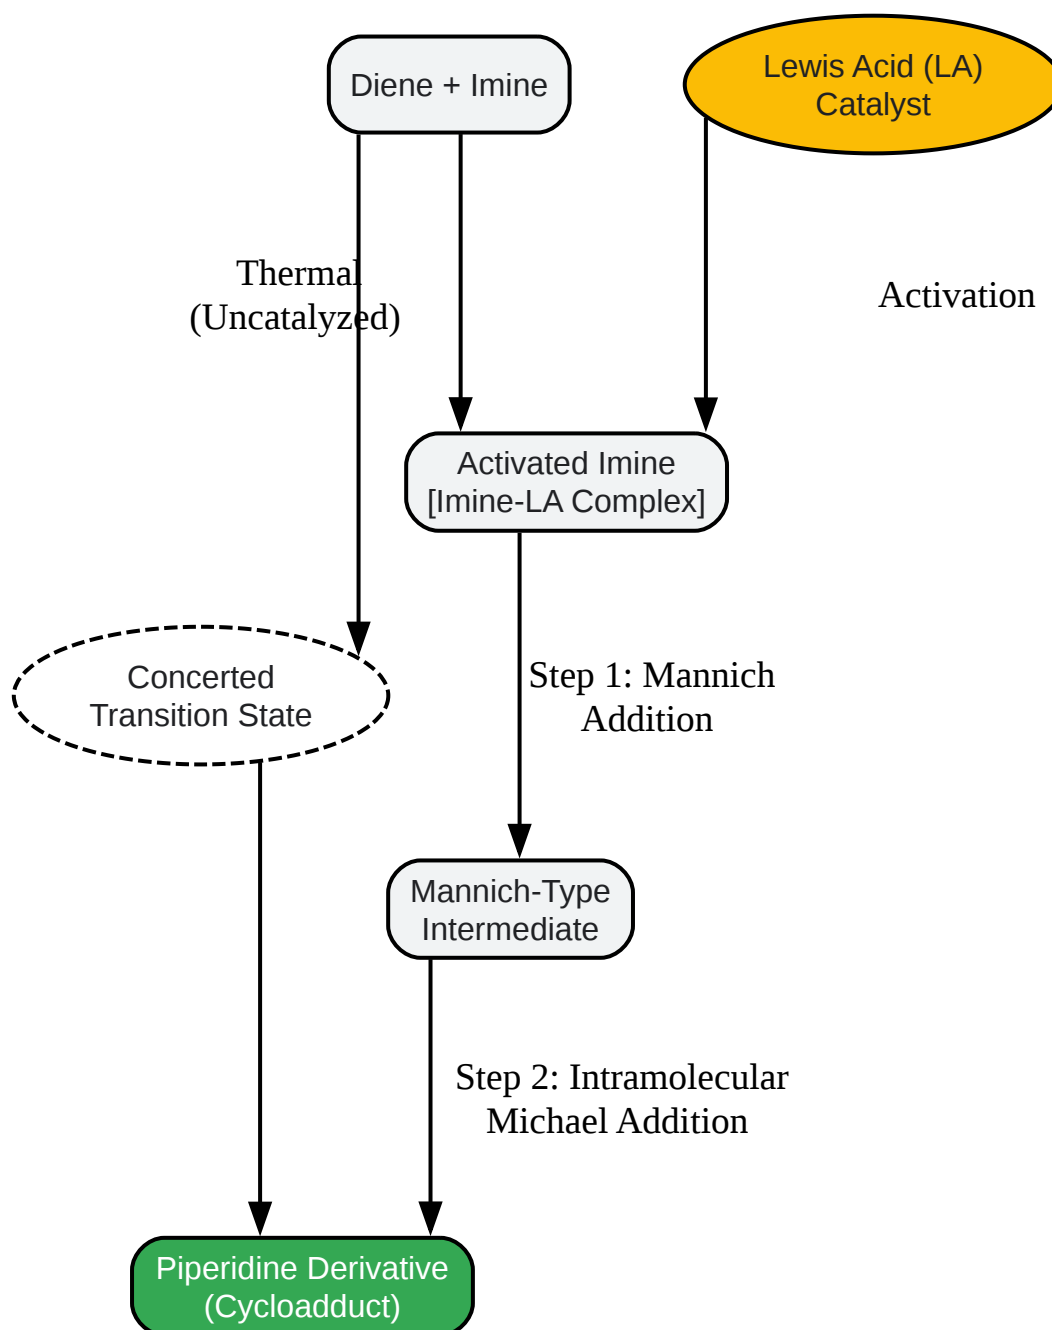 Diene + Imine
Lewis Acid (LA)
Catalyst
Thermal
(Uncatalyzed)
Activation
Activated Imine
[Imine-LA Complex]
Concerted
Transition State
Step 1: Mannich
Addition
Mannich-Type
Intermediate
Step 2: Intramolecular
Michael Addition
Piperidine Derivative
(Cycloadduct)